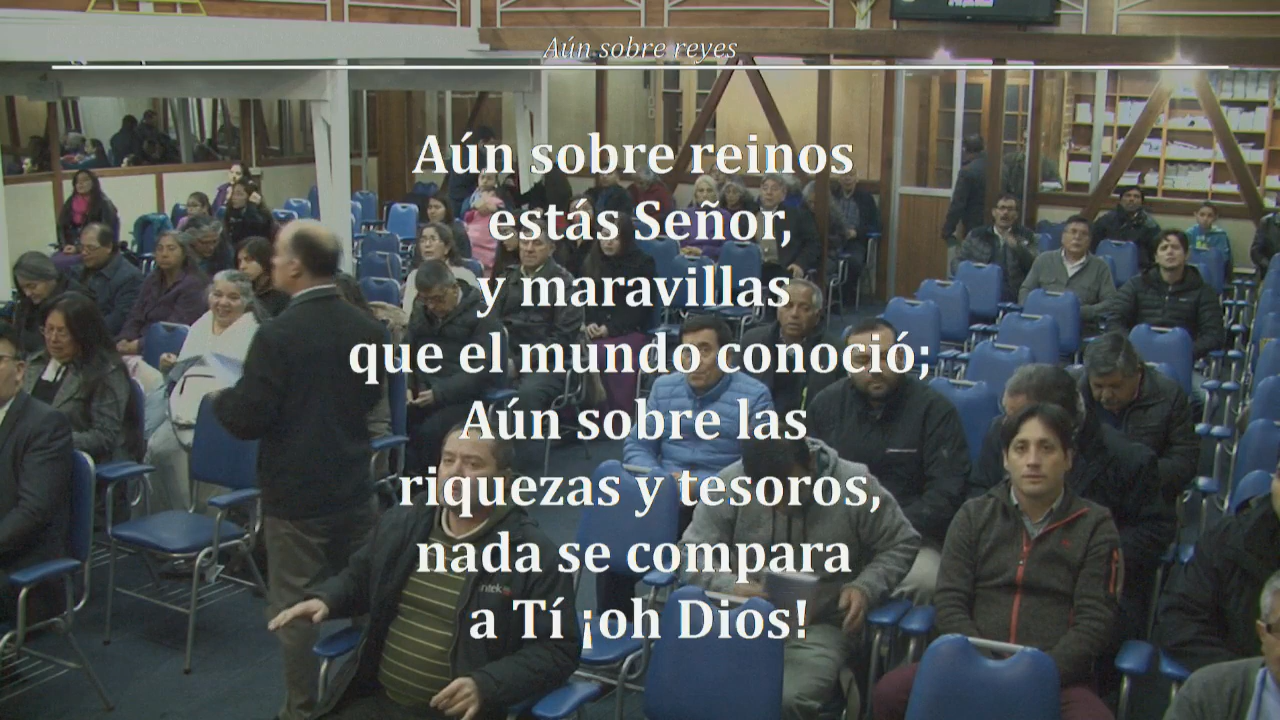 Aún sobre reyes
Aún sobre reinos
estás Señor,
y maravillas
que el mundo conoció;
Aún sobre las
riquezas y tesoros,
nada se compara
a Tí ¡oh Dios!